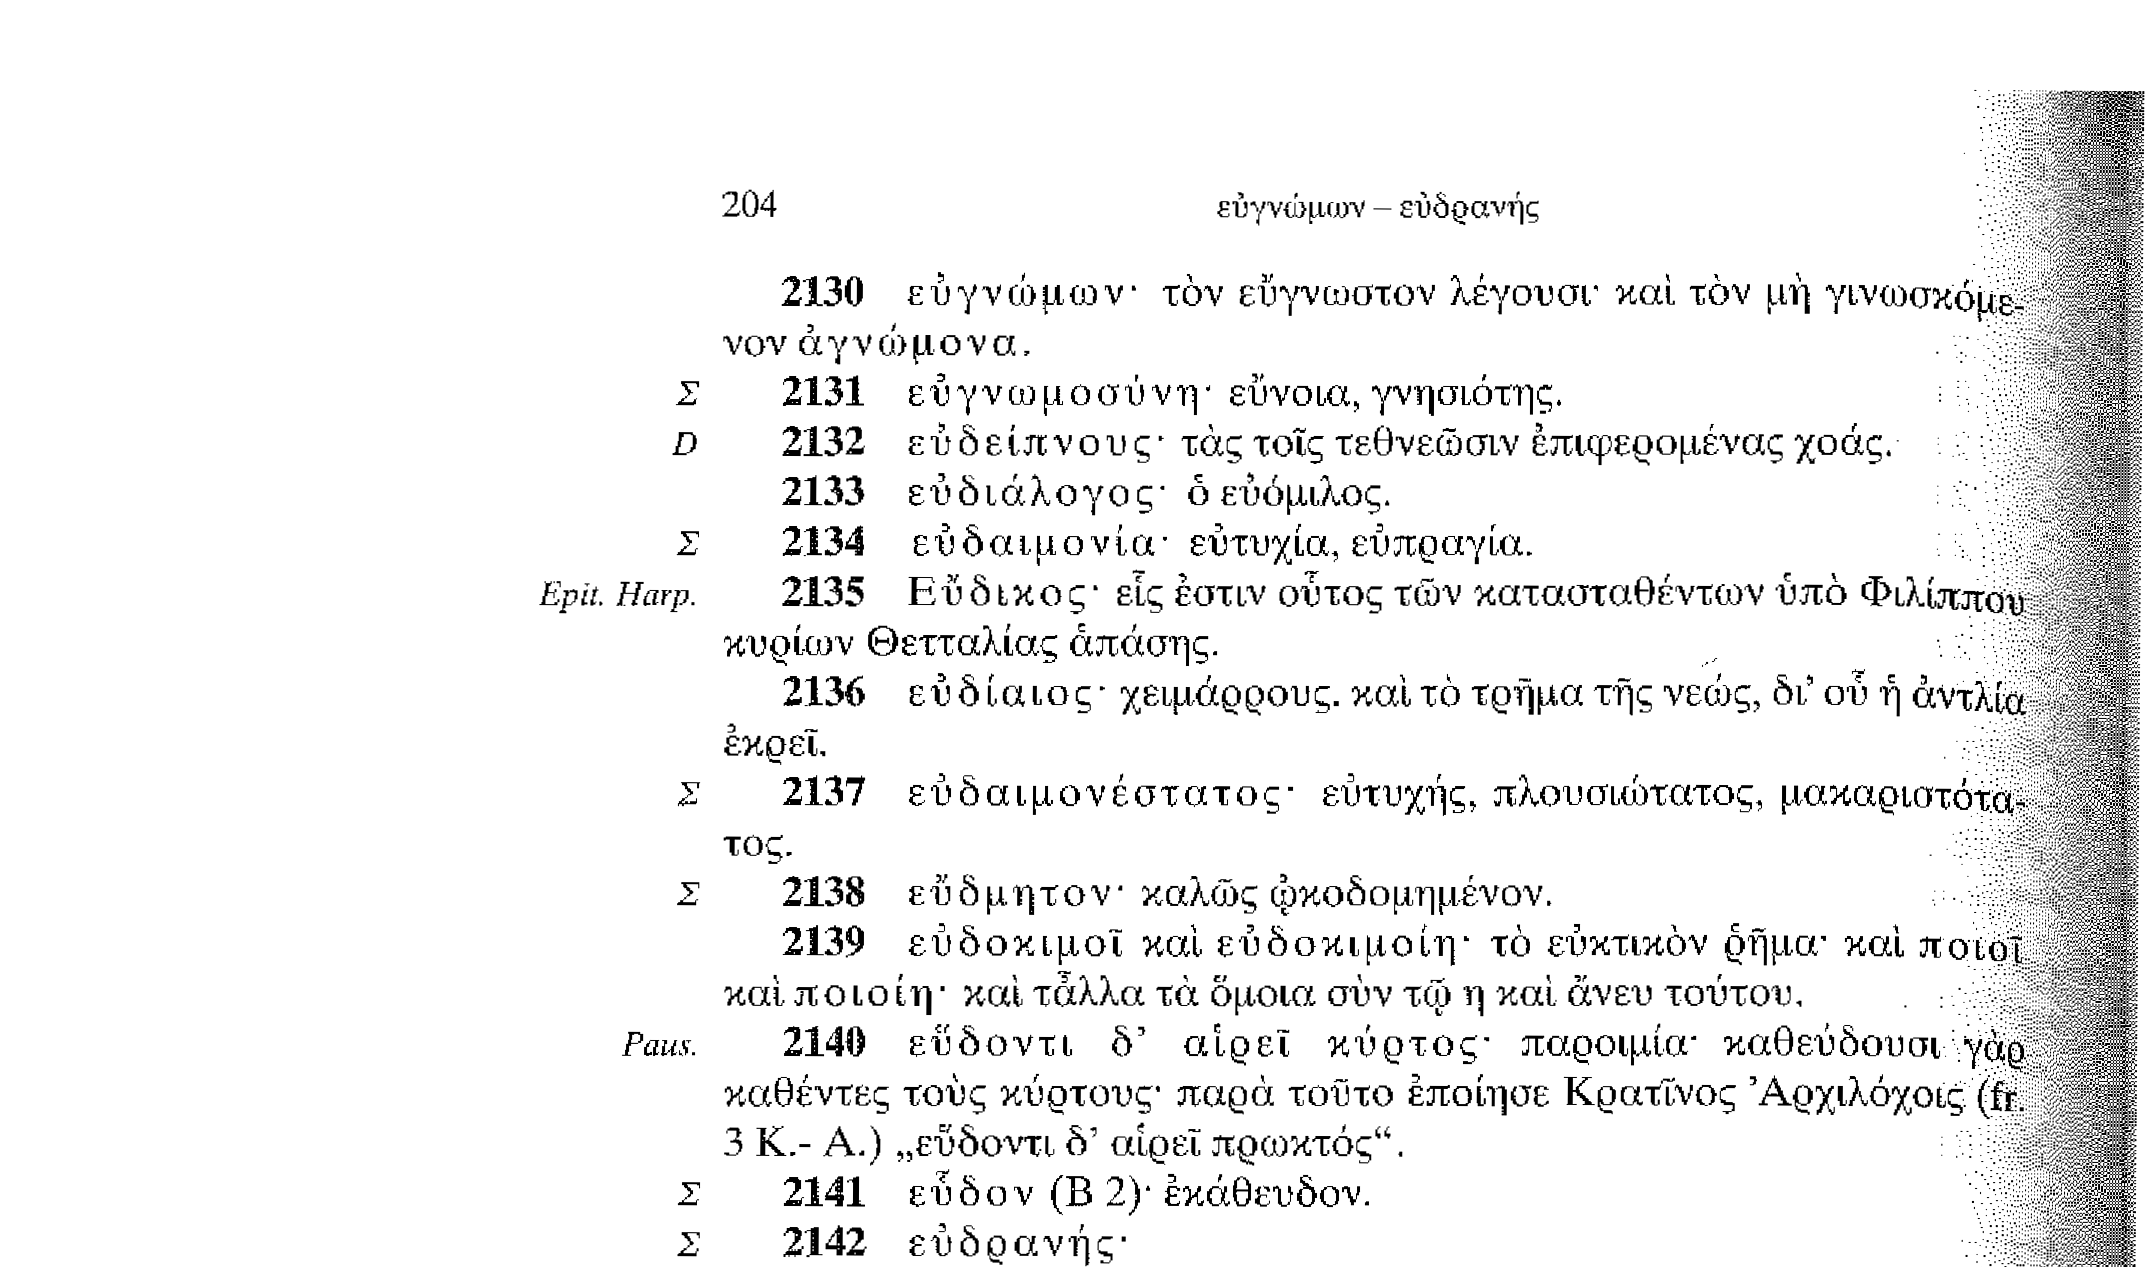 204 εὐγνώμων – εὐδρανής
2130 εὐγνώμων· τὸν εὔγνωστον λέγουσι· καὶ τὸν μὴ γινωσκόμε-
νον ἀγνώμονα.
Σ 2131 εὐγνωμοσύνη· εὔνοια, γνησιότης.
D 2132 εὐδείπνους· τὰς τοῖς τεθνεῶσιν ἐπιφερομένας χοάς.
2133 εὐδιάλογος· ὁ εὐόμιλος.
Σ 2134 εὐδαιμονία· εὐτυχία, εὐπραγία.
Epit. Harp. 2135 Εὔδικος· εἷς ἐστιν οὗτος τῶν κατασταθέντων ὑπὸ Φιλίππου
κυρίων Θετταλίας ἁπάσης.
2136 εὐδίαιος· χειμάρρους. καὶ τὸ τρῆμα τῆς νεώς, δι’ οὗ ἡ ἀντλία
ἐκρεῖ.
Σ 2137 εὐδαιμονέστατος· εὐτυχής, πλουσιώτατος, μακαριστότα-
τος.
Σ 2138 εὔδμητον· καλῶς ᾠκοδομημένον.
2139 εὐδοκιμοῖ καὶ εὐδοκιμοίη· τὸ εὐκτικὸν ῥῆμα· καὶ ποιοῖ
καὶ ποιοίη· καὶ τἆλλα τὰ ὅμοια σὺν τῷ η καὶ ἄνευ τούτου.
Paus. 2140 εὕδοντι δ’ αἱρεῖ κύρτος· παροιμία· καθεύδουσι γὰρ
καθέντες τοὺς κύρτους· παρὰ τοῦτο ἐποίησε Κρατῖνος Ἀρχιλόχοις (fr.
3 K.- A.) „εὕδοντι δ’ αἱρεῖ πρωκτός“.
Σ 2141 εὗδον (B 2)· ἐκάθευδον.
Σ 2142 εὐδρανής·